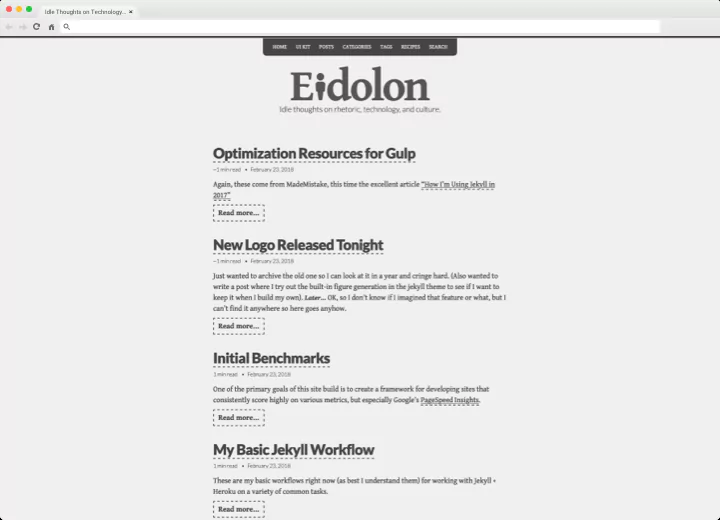 Idle Thoughts on Technology...
HOME UI KIT POSTS CATEGORIES TAGS RECIPES SEARCH
Eidolon
Idle thoughts on rhetoric, technology, and culture.
Optimization Resources for Gulp
~1 min read • February 23, 2018
Again, these come from MadeMistake, this time the excellent article "How I'm Using Jekyll in
2017"
Read more...
New Logo Released Tonight
~1 min read • February 23, 2018
Just wanted to archive the old one so I can look at it in a year and cringe hard. (Also wanted to
write a post where I try out the built-in figure generation in the jekyll theme to see if I want to
keep it when I build my own). Later... OK, so I don't know if I imagined that feature or what, but I
can't find it anywhere so here goes anyhow.
Read more...
Initial Benchmarks
1 min read • February 23, 2018
One of the primary goals of this site build is to create a framework for developing sites that
consistently score highly on various metrics, but especially Google's PageSpeed Insights.
Read more...
My Basic Jekyll Workflow
1 min read • February 23, 2018
These are my basic workflows right now (as best I understand them) for working with Jekyll +
Heroku on a variety of common tasks.
Read more...